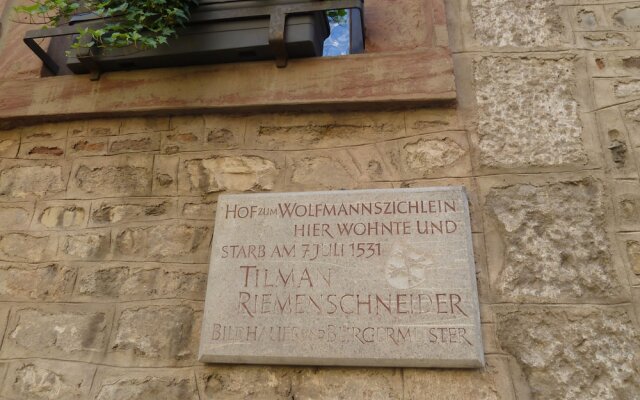 HOF ZUM WOLFMANNSZICHLEIN
HIER WOHNTE UND
STARB AM 7. JULI 1531
TILMAN
RIEMENSCHNEIDER
BILDHAUER UND BÜRGERMEISTER